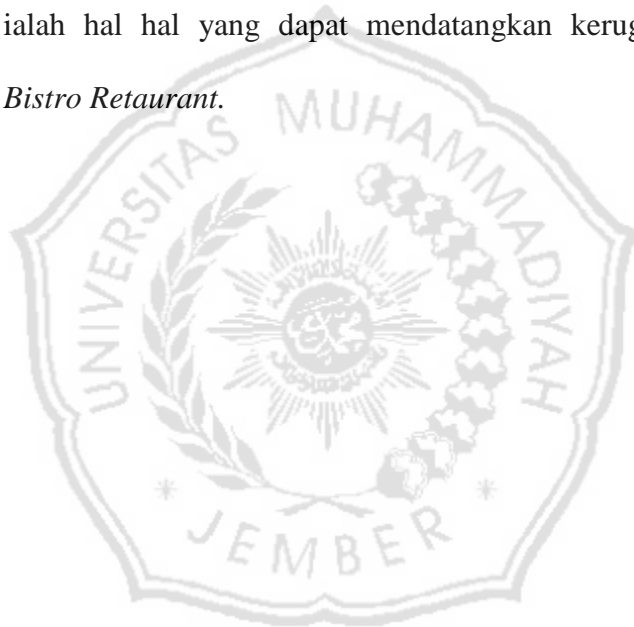 ialah hal hal yang dapat mendatangkan kerug
Bistro Retaurant.
UNIVERSITAS MUHAMMADIYAH
JEMBER